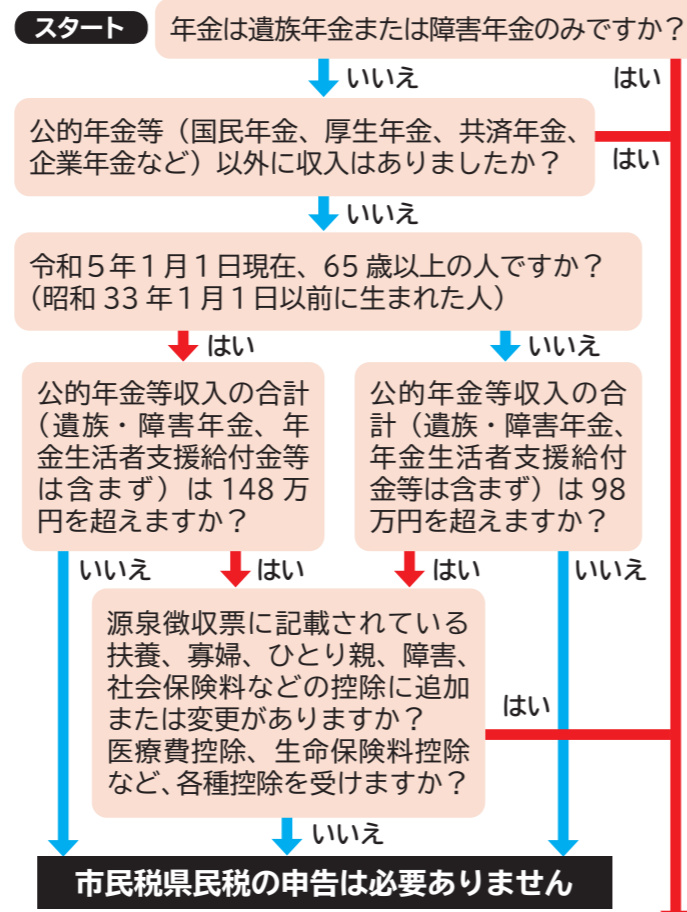 スタート
年金は遺族年金または障害年金のみですか？
いいえ
はい
公的年金等（国民年金、厚生年金、共済年金、
企業年金など）以外に収入はありましたか？
はい
いいえ
令和５年１月１日現在、65 歳以上の人ですか？
（昭和 33 年１月１日以前に生まれた人）
はい
いいえ
公的年金等収入の合計
（遺族・障害年金、年
金生活者支援給付金等
は含まず）は 148 万
円を超えますか？
公的年金等収入の合
計（遺族・障害年金、
年金生活者支援給付
金等は含まず）は 98
万円を超えますか？
いいえ
はい
はい
いいえ
源泉徴収票に記載されている
扶養、寡婦、ひとり親、障害、
社会保険料などの控除に追加
または変更がありますか？
医療費控除、生命保険料控除
など、各種控除を受けますか？
はい
いいえ
市民税県民税の申告は必要ありません